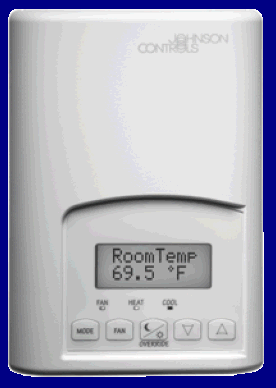 JOHNSON
CONTROLS
RoomTemp
69.5 °F
FAN HEAT COOL
MODE FAN
OVERRIDE